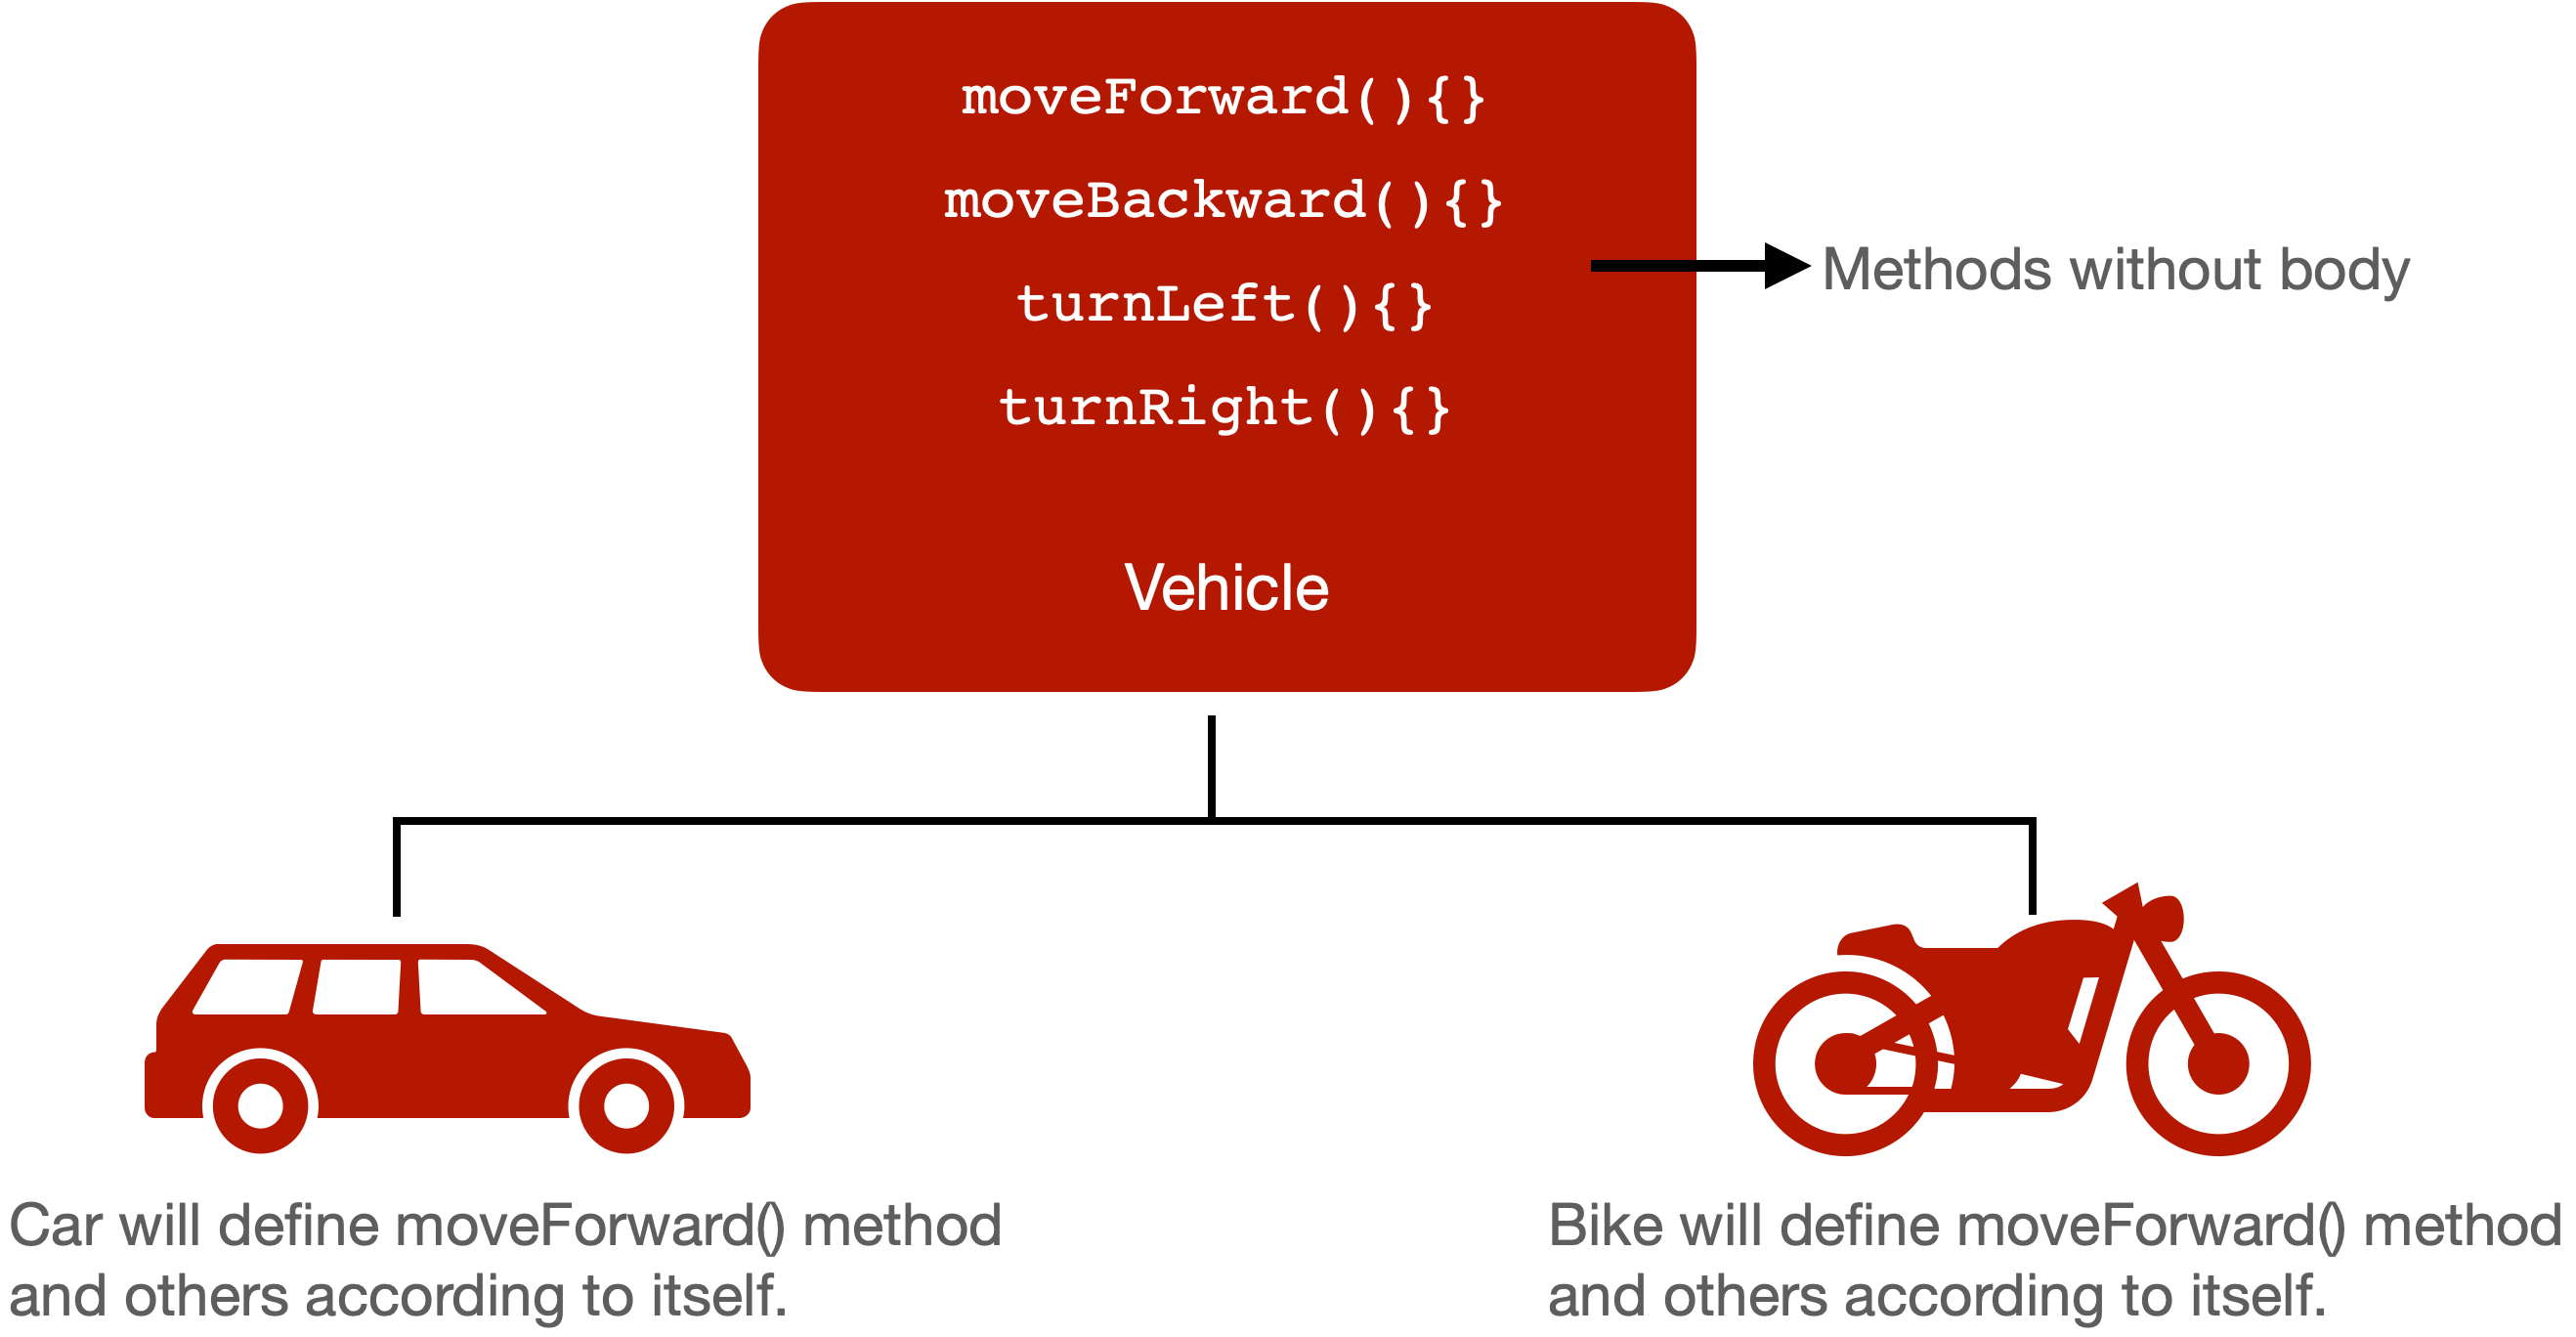 moveForward(){}
moveBackward(){}
turnLeft(){}
turnRight(){}
Methods without body
Vehicle
Car will define moveForward() method
and others according to itself.
Bike will define moveForward() method
and others according to itself.